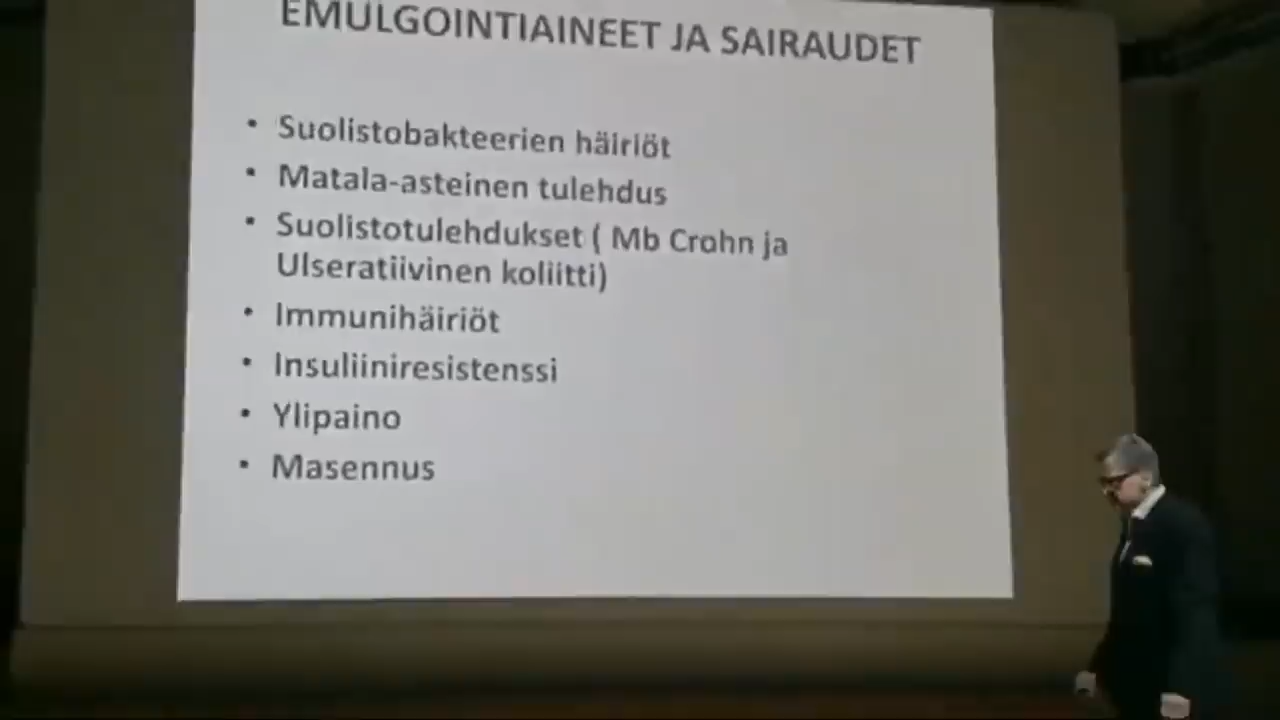 EMULGOINTIAINEET JA SAIRAUDET
• Suolistobakteerien häiriöt
• Matala-asteinen tulehdus
• Suolistotulehdukset ( Mb Crohn ja
Ulseratiivinen koliitti)
• Immunihäiriöt
• Insuliiniresistenssi
• Ylipaino
• Masennus